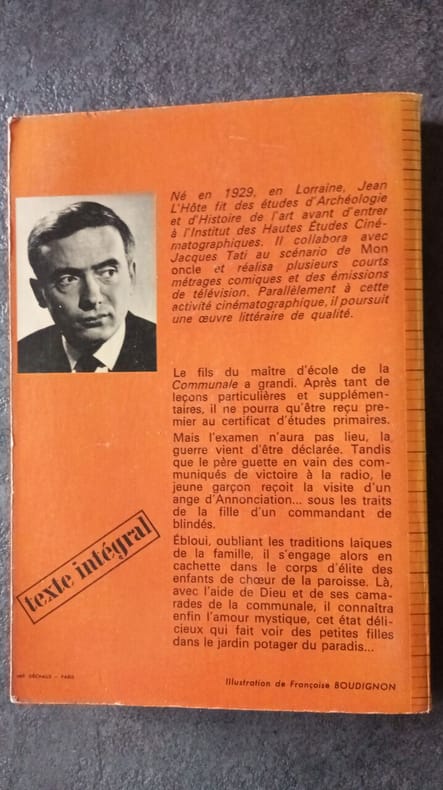 Né en 1929, en Lorraine, Jean
L'Hôte fit des études d'Archéologie
et d'Histoire de l'art avant d'entrer
à l'Institut des Hautes Études Ciné-
matographiques. Il collabora avec
Jacques Tati au scénario de Mon
oncle et réalisa plusieurs courts
métrages comiques et des émissions
de télévision. Parallèlement à cette
activité cinématographique, il poursuit
une œuvre littéraire de qualité.
Le fils du maître d'école de la
Communale a grandi. Après tant de
leçons particulières et supplémen-
taires, il ne pourra qu'être reçu pre-
mier au certificat d'études primaires.
Mais l'examen n'aura pas lieu, la
guerre vient d'être déclarée. Tandis
que le père guette en vain des com-
muniqués de victoire à la radio, le
jeune garçon reçoit la visite d'un
ange d'Annonciation... sous les traits
de la fille d'un commandant de
blindés.
Ébloui, oubliant les traditions laïques
de la famille, il s'engage alors en
cachette dans le corps d'élite des
enfants de chœur de la paroisse. Là,
avec l'aide de Dieu et de ses cama-
rades de la communale, il connaîtra
enfin l'amour mystique, cet état déli-
cieux qui fait voir des petites filles
dans le jardin potager du paradis...
texte intégral
DÉCHAUX - PARIS
Illustration de Françoise BOUDIGNON